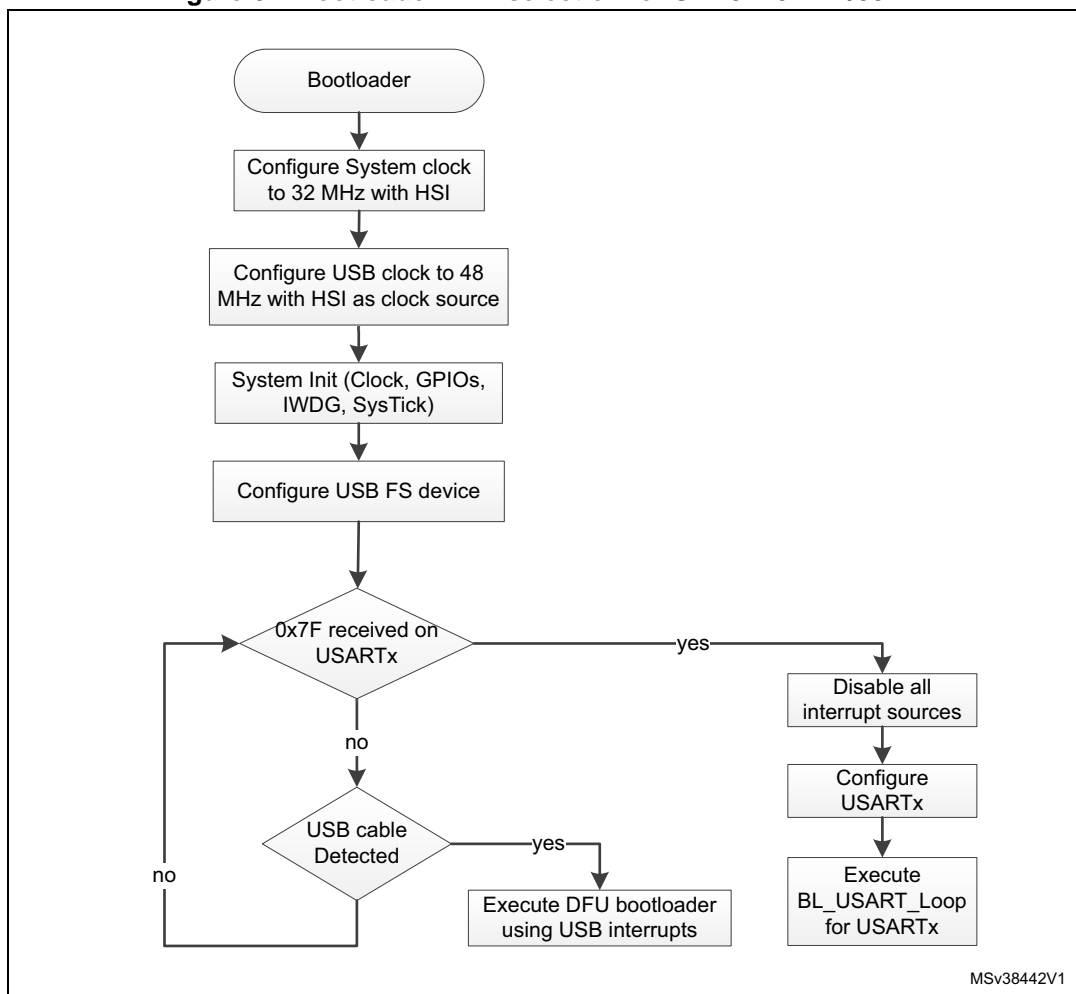 Bootloader
Configure System clock
to 32 MHz with HSI
Configure USB clock to 48
MHz with HSI as clock source
System Init (Clock, GPIOs,
IWDG, SysTick)
Configure USB FS device
0x7F received on
USARTx
yes
Disable all
interrupt sources
no
Configure
USARTx
USB cable
Detected
yes
no
Execute DFU bootloader
using USB interrupts
Execute
BL_USART_Loop
for USARTx
MSv38442V1